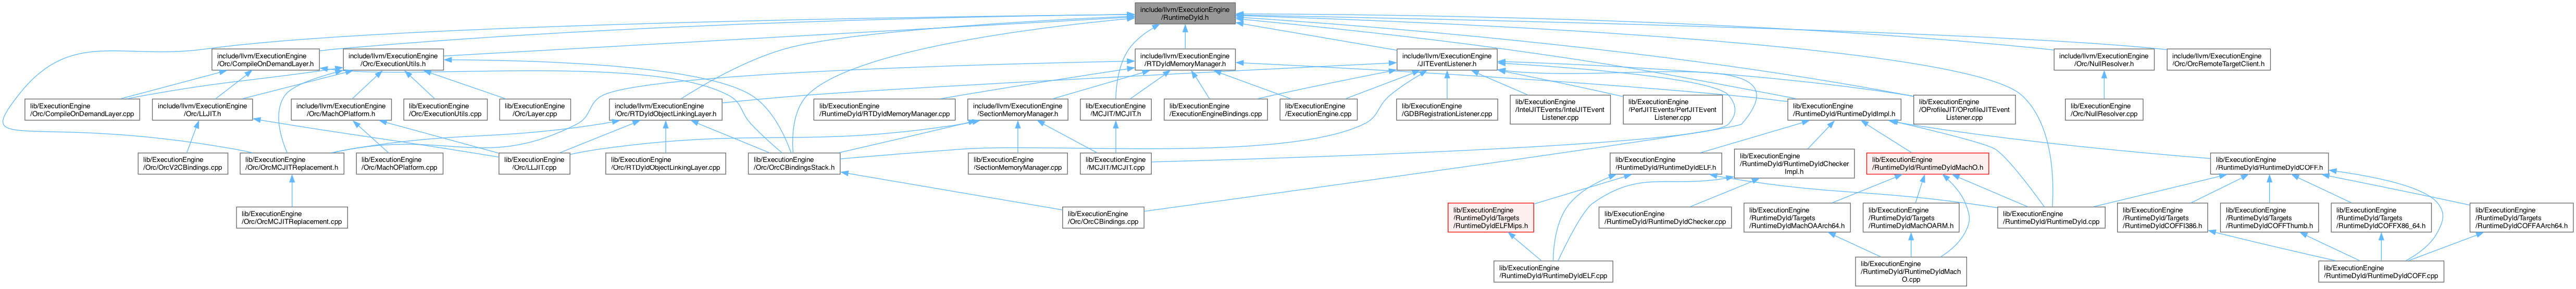 include/llvm/ExecutionEngine
/RuntimeDyld.h
include/llvm/ExecutionEngine
/Orc/CompileOnDemandLayer.h
include/llvm/ExecutionEngine
/Orc/ExecutionUtils.h
include/llvm/ExecutionEngine
/RTDyldMemoryManager.h
include/llvm/ExecutionEngine
/JITEventListener.h
include/llvm/ExecutionEngine
/Orc/NullResolver.h
include/llvm/ExecutionEngine
/Orc/OrcRemoteTargetClient.h
lib/ExecutionEngine
/Orc/CompileOnDemandLayer.cpp
include/llvm/ExecutionEngine
/Orc/LLJIT.h
include/llvm/ExecutionEngine
/Orc/MachOPlatform.h
lib/ExecutionEngine
/Orc/ExecutionUtils.cpp
lib/ExecutionEngine
/Orc/Layer.cpp
include/llvm/ExecutionEngine
/Orc/RTDyldObjectLinkingLayer.h
lib/ExecutionEngine
/RuntimeDyld/RTDyldMemoryManager.cpp
include/llvm/ExecutionEngine
/SectionMemoryManager.h
lib/ExecutionEngine
/MCJIT/MCJIT.h
lib/ExecutionEngine
/ExecutionEngineBindings.cpp
lib/ExecutionEngine
/ExecutionEngine.cpp
lib/ExecutionEngine
/GDBRegistrationListener.cpp
lib/ExecutionEngine
/IntelJITEvents/IntelJITEvent
Listener.cpp
lib/ExecutionEngine
/PerfJITEvents/PerfJITEvent
Listener.cpp
lib/ExecutionEngine
/RuntimeDyld/RuntimeDyldImpl.h
lib/ExecutionEngine
/OProfileJIT/OProfileJITEvent
Listener.cpp
lib/ExecutionEngine
/Orc/NullResolver.cpp
lib/ExecutionEngine
/Orc/OrcV2CBindings.cpp
lib/ExecutionEngine
/Orc/OrcMCJITReplacement.h
lib/ExecutionEngine
/Orc/MachOPlatform.cpp
lib/ExecutionEngine
/Orc/LLJIT.cpp
lib/ExecutionEngine
/Orc/RTDyldObjectLinkingLayer.cpp
lib/ExecutionEngine
/Orc/OrcCBindingsStack.h
lib/ExecutionEngine
/SectionMemoryManager.cpp
lib/ExecutionEngine
/MCJIT/MCJIT.cpp
lib/ExecutionEngine
/RuntimeDyld/RuntimeDyldELF.h
lib/ExecutionEngine
/RuntimeDyld/RuntimeDyldChecker
Impl.h
lib/ExecutionEngine
/RuntimeDyld/RuntimeDyldMachO.h
lib/ExecutionEngine
/RuntimeDyld/RuntimeDyldCOFF.h
lib/ExecutionEngine
/Orc/OrcMCJITReplacement.cpp
lib/ExecutionEngine
/Orc/OrcCBindings.cpp
lib/ExecutionEngine
/RuntimeDyld/Targets
/RuntimeDyldELFMips.h
lib/ExecutionEngine
/RuntimeDyld/RuntimeDyldChecker.cpp
lib/ExecutionEngine
/RuntimeDyld/Targets
/RuntimeDyldMachOAArch64.h
lib/ExecutionEngine
/RuntimeDyld/Targets
/RuntimeDyldMachOARM.h
lib/ExecutionEngine
/RuntimeDyld/RuntimeDyld.cpp
lib/ExecutionEngine
/RuntimeDyld/Targets
/RuntimeDyldCOFFI386.h
lib/ExecutionEngine
/RuntimeDyld/Targets
/RuntimeDyldCOFFThumb.h
lib/ExecutionEngine
/RuntimeDyld/Targets
/RuntimeDyldCOFFX86_64.h
lib/ExecutionEngine
/RuntimeDyld/Targets
/RuntimeDyldCOFFAArch64.h
lib/ExecutionEngine
/RuntimeDyld/RuntimeDyldELF.cpp
lib/ExecutionEngine
/RuntimeDyld/RuntimeDyldMach
O.cpp
lib/ExecutionEngine
/RuntimeDyld/RuntimeDyldCOFF.cpp